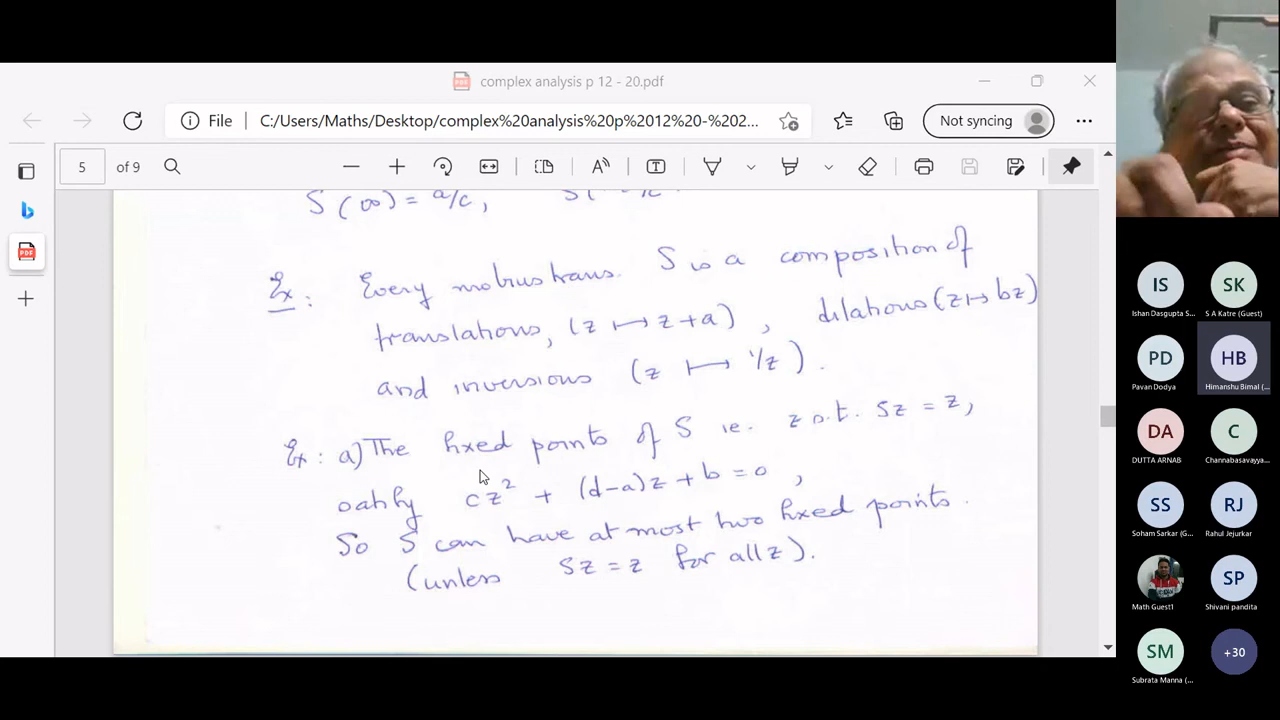 complex analysis p 12 - 20.pdf
File
C:/Users/Maths/Desktop/complex%20analysis%20p%2012%20-%202...
Not syncing
5 of 9
S(∞) = a/c,
Ex: Every mobius trans. S is a composition of
translations, (z ↦ z+a), dilations (z ↦ bz)
and inversions (z ↦ 1/z).
Ex: a) The fixed points of S ie. z s.t. Sz = z,
satisfy cz² + (d-a)z + b = 0,
So S can have at most two fixed points.
(unless Sz = z for all z).
IS
Ishan Dasgupta S...
SK
S A Katre (Guest)
PD
Pavan Dodya
HB
Himanshu Bimal (...
DA
DUTTA ARNAB
C
Channabasavayya...
SS
Soham Sarkar (G...
RJ
Rahul Jejurkar
Math Guest1
SP
Shivani pandita
SM
Subrata Manna (...
+30